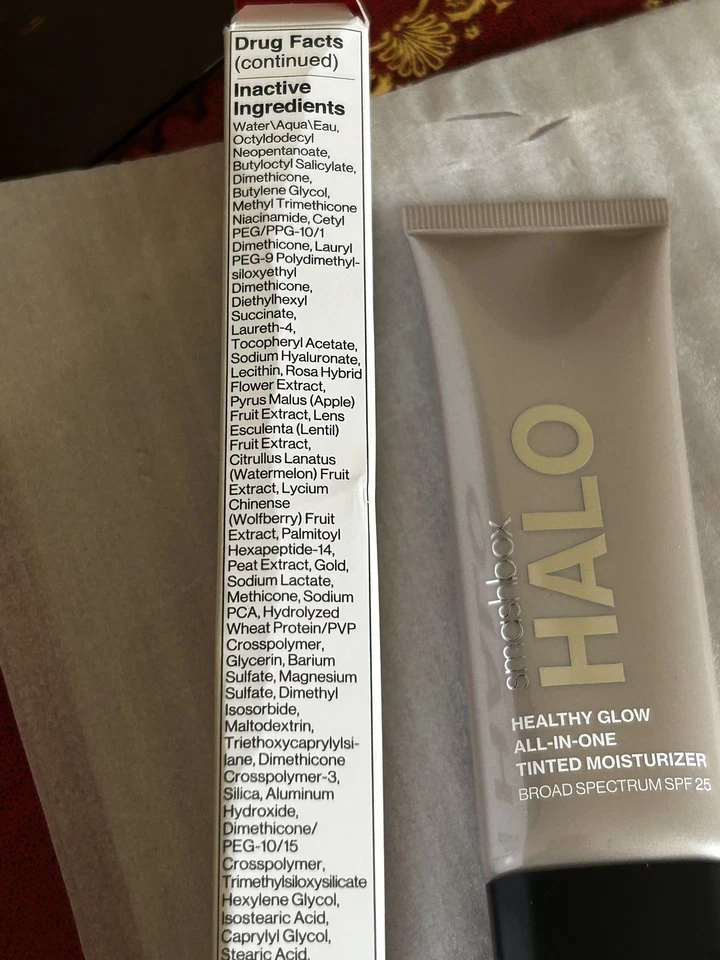 Drug Facts
(continued)
Inactive
Ingredients
Water\Aqua\Eau,
Octyldodecyl
Neopentanoate,
Butyloctyl Salicylate,
Dimethicone,
Butylene Glycol,
Methyl Trimethicone
Niacinamide, Cetyl
PEG/PPG-10/1
Dimethicone, Lauryl
PEG-9 Polydimethyl-
siloxyethyl
Dimethicone,
Diethylhexyl
Succinate,
Laureth-4,
Tocopheryl Acetate,
Sodium Hyaluronate,
Lecithin, Rosa Hybrid
Flower Extract,
Pyrus Malus (Apple)
Fruit Extract, Lens
Esculenta (Lentil)
Fruit Extract,
Citrullus Lanatus
(Watermelon) Fruit
Extract, Lycium
Chinense
(Wolfberry) Fruit
Extract, Palmitoyl
Hexapeptide-14,
Peat Extract, Gold,
Sodium Lactate,
Methicone, Sodium
PCA, Hydrolyzed
Wheat Protein/PVP
Crosspolymer,
Glycerin, Barium
Sulfate, Magnesium
Sulfate, Dimethyl
Isosorbide,
Maltodextrin,
Triethoxycaprylylsi-
lane, Dimethicone
Crosspolymer-3,
Silica, Aluminum
Hydroxide,
Dimethicone/
PEG-10/15
Crosspolymer,
Trimethylsiloxysilicate
Hexylene Glycol,
Isostearic Acid,
Caprylyl Glycol,
Stearic Acid,
smashbox
HALO
HEALTHY GLOW
ALL-IN-ONE
TINTED MOISTURIZER
BROAD SPECTRUM SPF 25